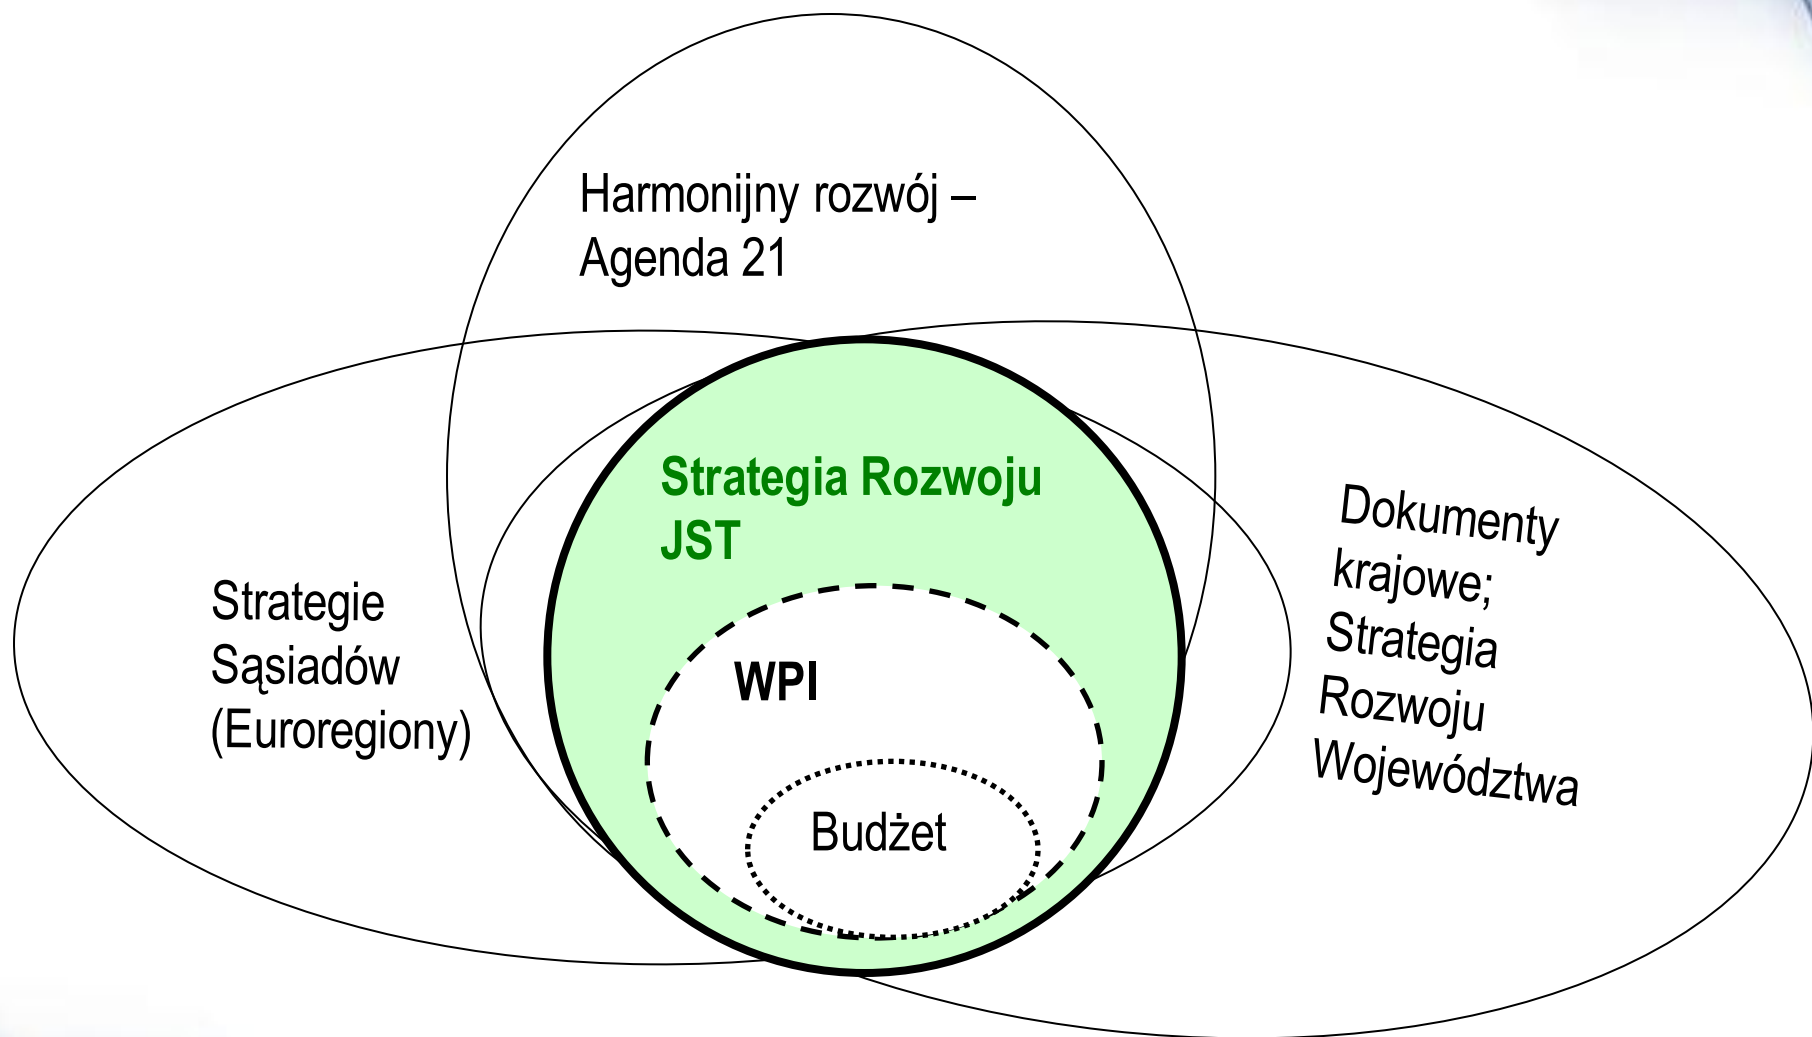 Harmonijny rozwój –
Agenda 21
Strategia Rozwoju
JST
Strategie
Sąsiadów
(Euroregiony)
WPI
Budżet
Dokumenty
krajowe;
Strategia
Rozwoju
Województwa